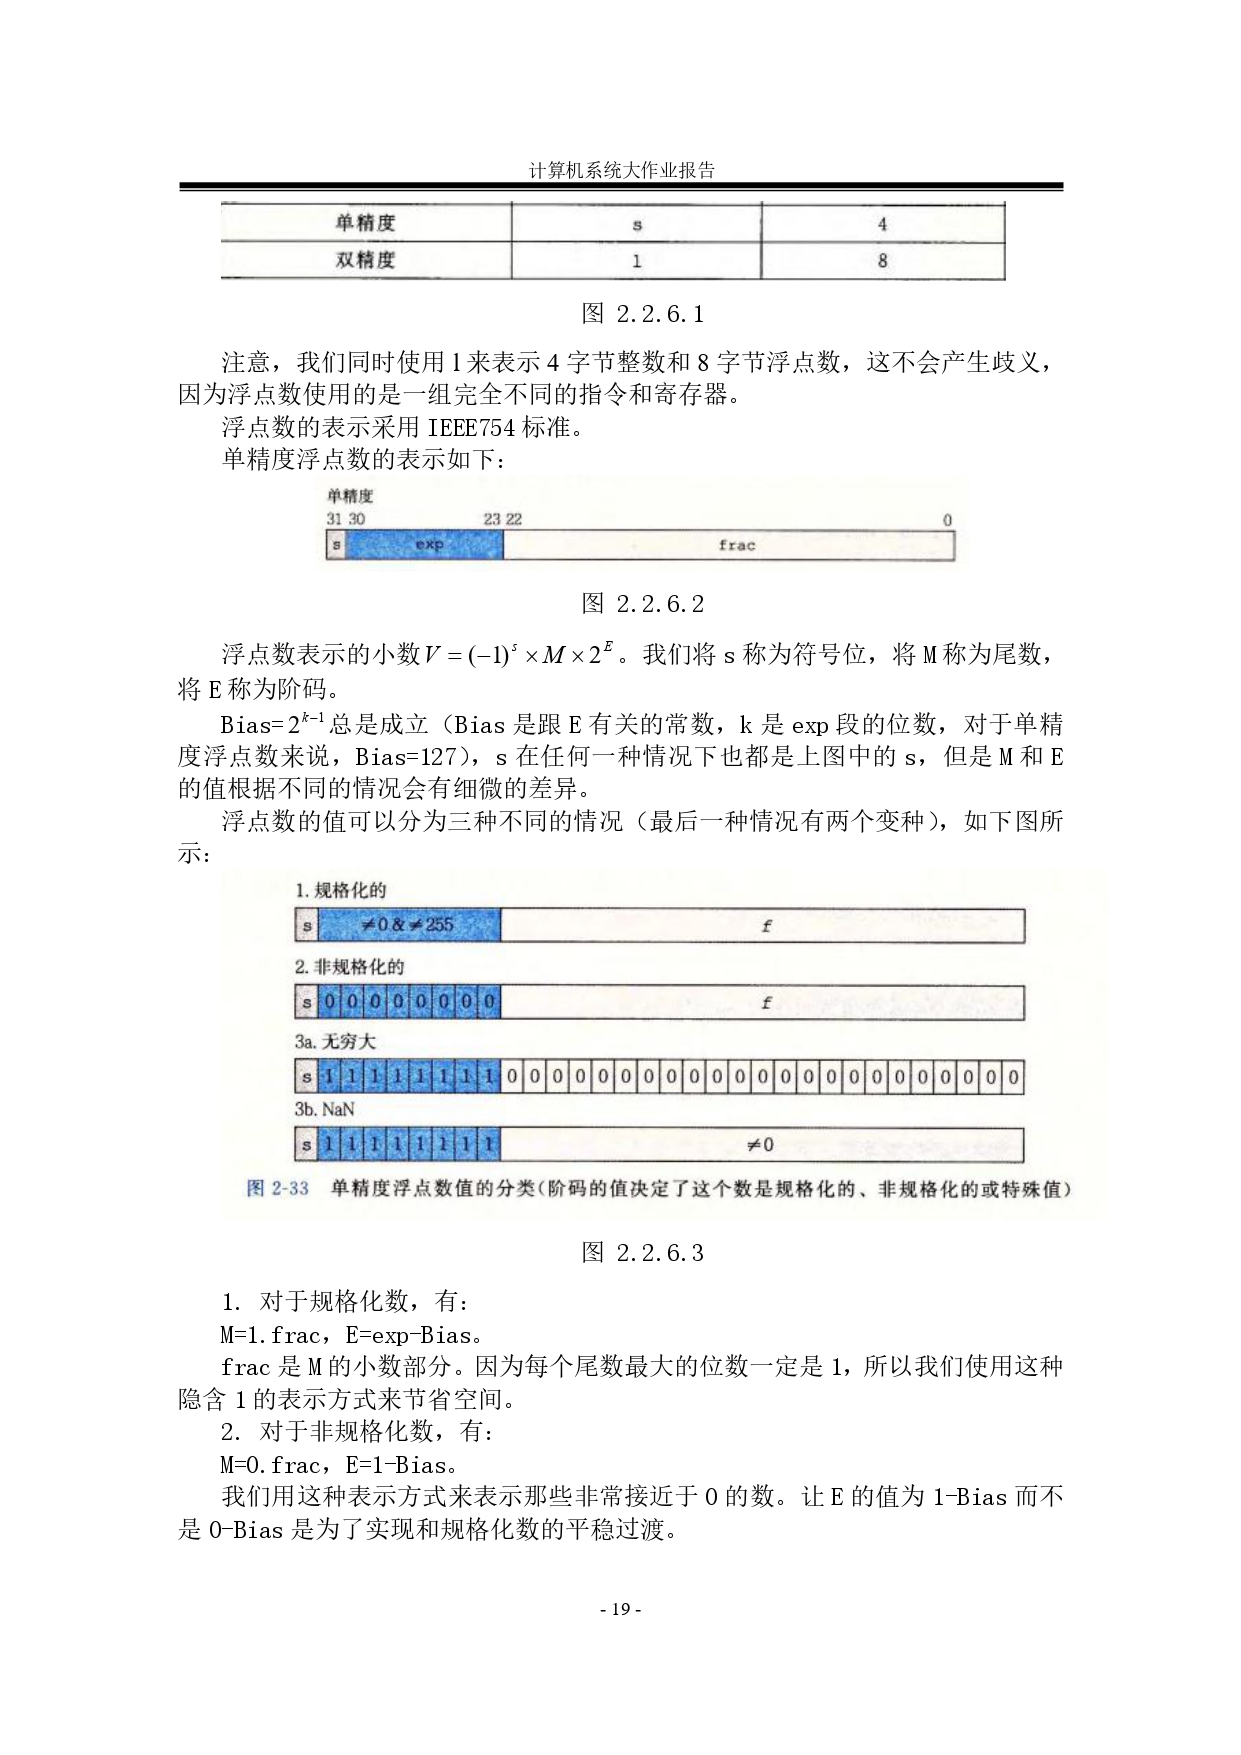 计算机系统大作业报告
单精度 s 4
双精度 l 8
图 2.2.6.1
注意，我们同时使用 l 来表示 4 字节整数和 8 字节浮点数，这不会产生歧义，
因为浮点数使用的是一组完全不同的指令和寄存器。
浮点数的表示采用 IEEE754 标准。
单精度浮点数的表示如下：
单精度
31 30 23 22 0
s exp frac
图 2.2.6.2
浮点数表示的小数 V = (−1)^s × M × 2^E 。我们将 s 称为符号位，将 M 称为尾数，
将 E 称为阶码。
Bias= 2^{k−1} 总是成立（Bias 是跟 E 有关的常数，k 是 exp 段的位数，对于单精
度浮点数来说，Bias=127），s 在任何一种情况下也都是上图中的 s，但是 M 和 E
的值根据不同的情况会有细微的差异。
浮点数的值可以分为三种不同的情况（最后一种情况有两个变种），如下图所
示：
1. 规格化的
s ≠0 & ≠255 f
2. 非规格化的
s 0 0 0 0 0 0 0 0 f
3a. 无穷大
s 1 1 1 1 1 1 1 1 0 0 0 0 0 0 0 0 0 0 0 0 0 0 0 0 0 0 0 0 0 0 0
3b. NaN
s 1 1 1 1 1 1 1 1 ≠0
图 2-33 单精度浮点数值的分类（阶码的值决定了这个数是规格化的、非规格化的或特殊值）
图 2.2.6.3
1. 对于规格化数，有：
M=1.frac，E=exp-Bias。
frac 是 M 的小数部分。因为每个尾数最大的位数一定是 1，所以我们使用这种
隐含 1 的表示方式来节省空间。
2. 对于非规格化数，有：
M=0.frac，E=1-Bias。
我们用这种表示方式来表示那些非常接近于 0 的数。让 E 的值为 1-Bias 而不
是 0-Bias 是为了实现和规格化数的平稳过渡。
- 19 -